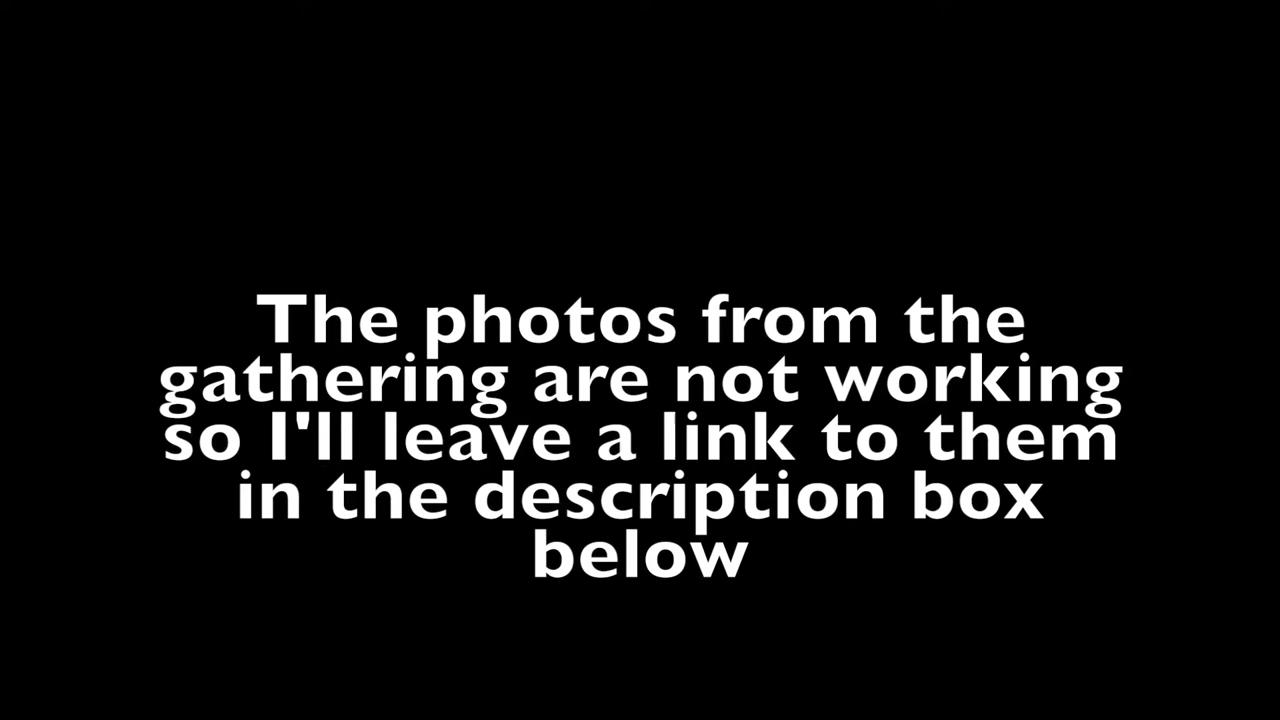 The photos from the
gathering are not working
so I'll leave a link to them
in the description box
below